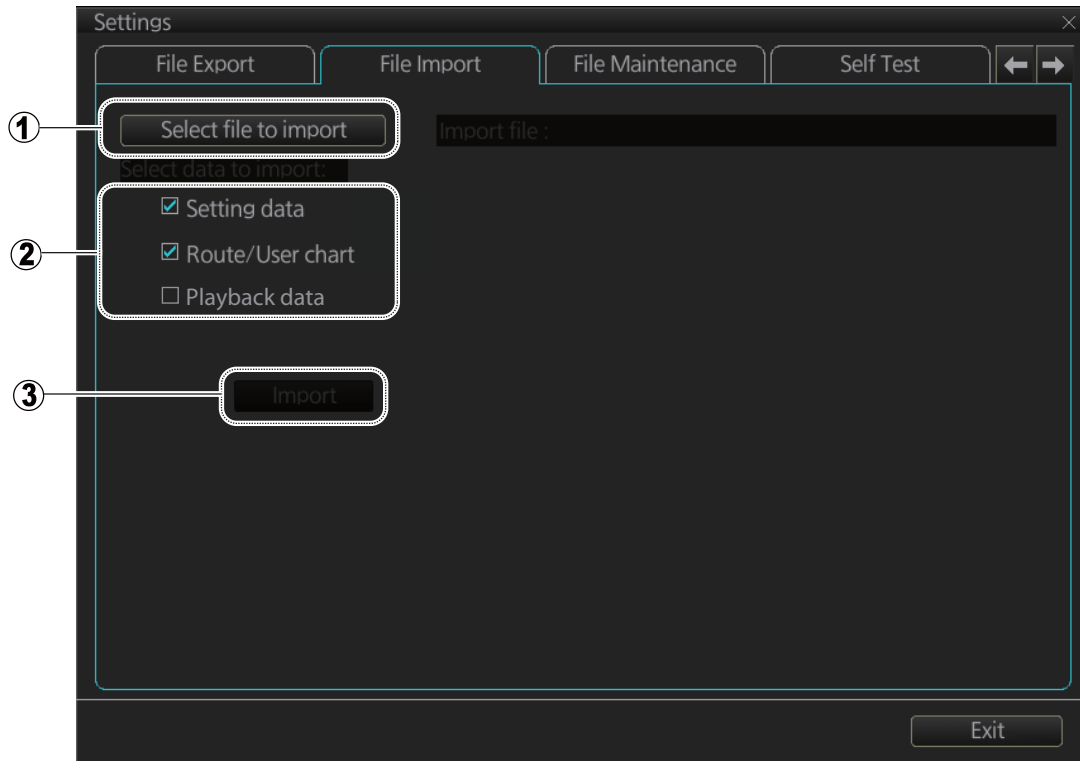 Settings
File Export File Import File Maintenance Self Test
1 Select file to import Import file :
Select data to import:
Setting data
2 Route/User chart
Playback data
3 Import
Exit